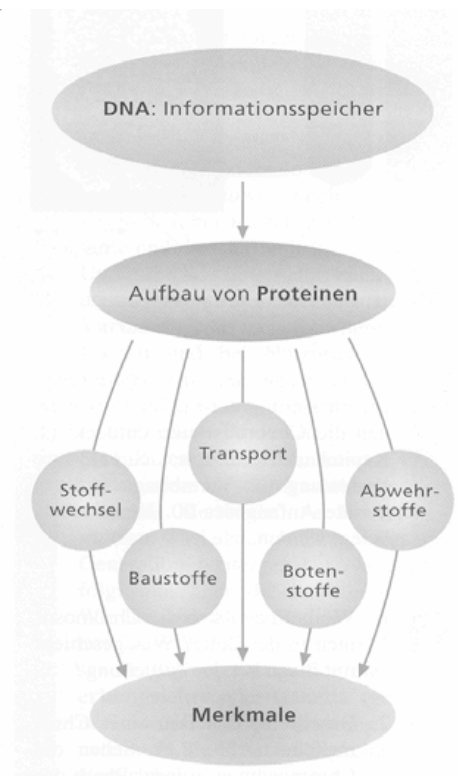 DNA: Informationsspeicher
Aufbau von Proteinen
Transport
Stoff-
wechsel
Abwehr-
stoffe
Baustoffe
Boten-
stoffe
Merkmale